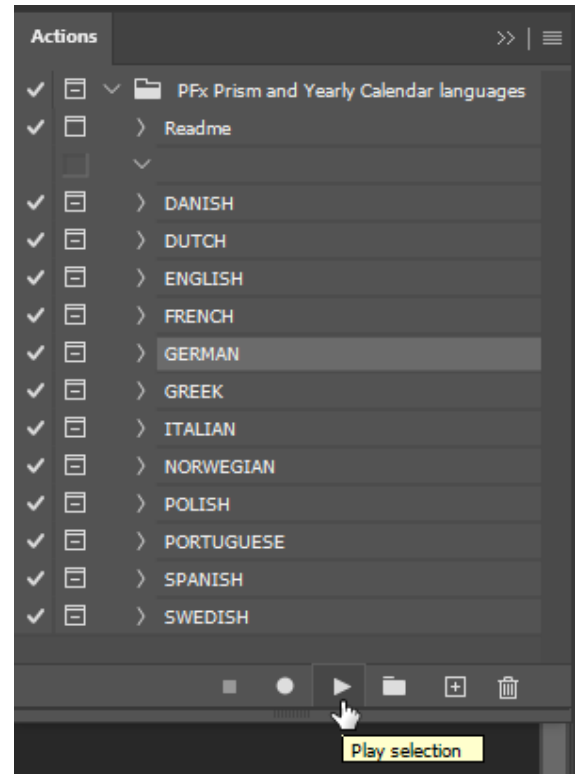 Actions
PFx Prism and Yearly Calendar languages
Readme
DANISH
DUTCH
ENGLISH
FRENCH
GERMAN
GREEK
ITALIAN
NORWEGIAN
POLISH
PORTUGUESE
SPANISH
SWEDISH
Play selection